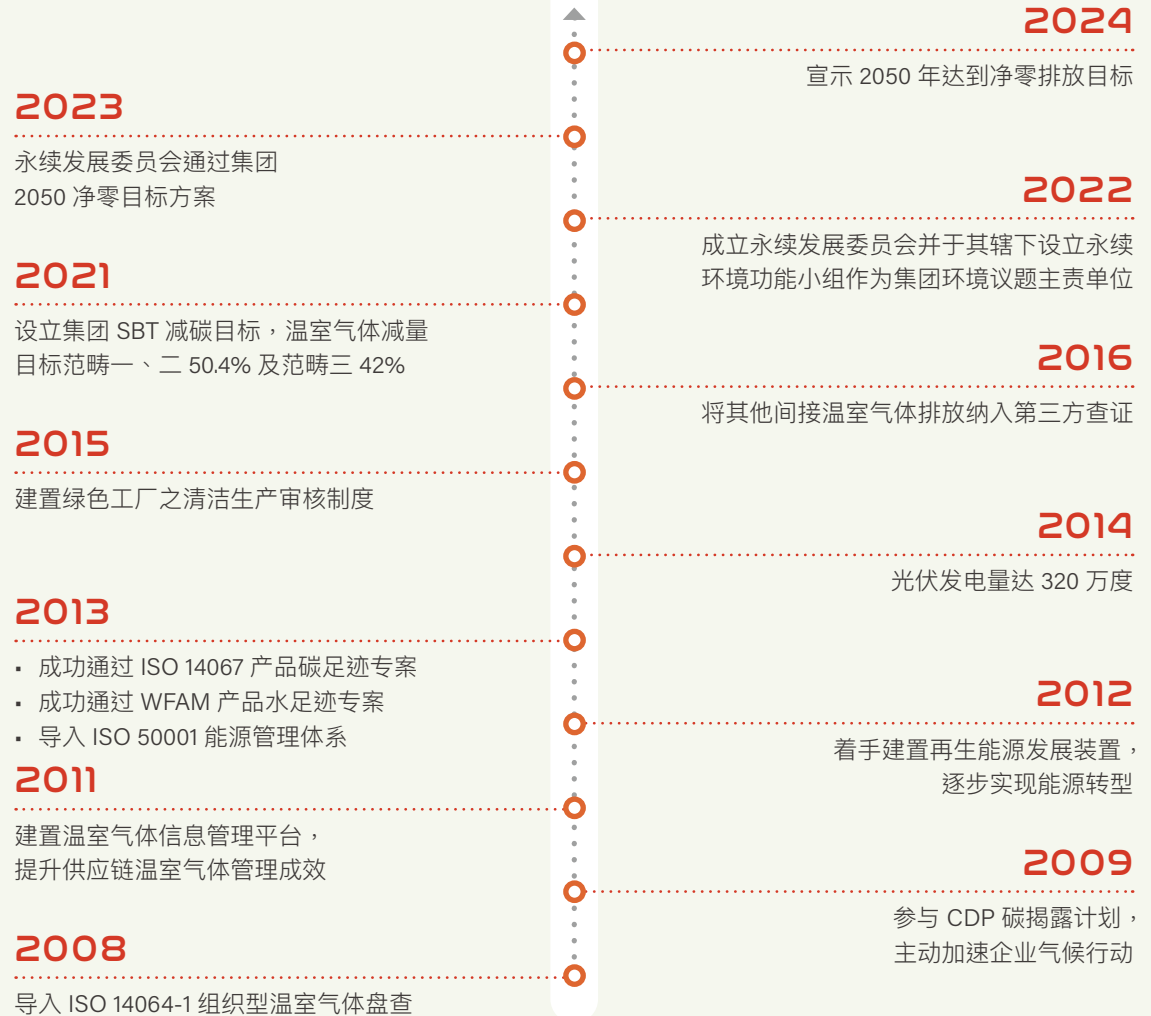 2024
宣示 2050 年达到净零排放目标
2023
永续发展委员会通过集团
2050 净零目标方案
2022
成立永续发展委员会并于其辖下设立永续
环境功能小组作为集团环境议题主责单位
2021
设立集团 SBT 减碳目标，温室气体减量
目标范畴一、二 50.4% 及范畴三 42%
2016
将其他间接温室气体排放纳入第三方查证
2015
建置绿色工厂之清洁生产审核制度
2014
光伏发电量达 320 万度
2013
▪ 成功通过 ISO 14067 产品碳足迹专案
▪ 成功通过 WFAM 产品水足迹专案
▪ 导入 ISO 50001 能源管理体系
2012
着手建置再生能源发展装置，
逐步实现能源转型
2011
建置温室气体信息管理平台，
提升供应链温室气体管理成效
2009
参与 CDP 碳揭露计划，
主动加速企业气候行动
2008
导入 ISO 14064-1 组织型温室气体盘查